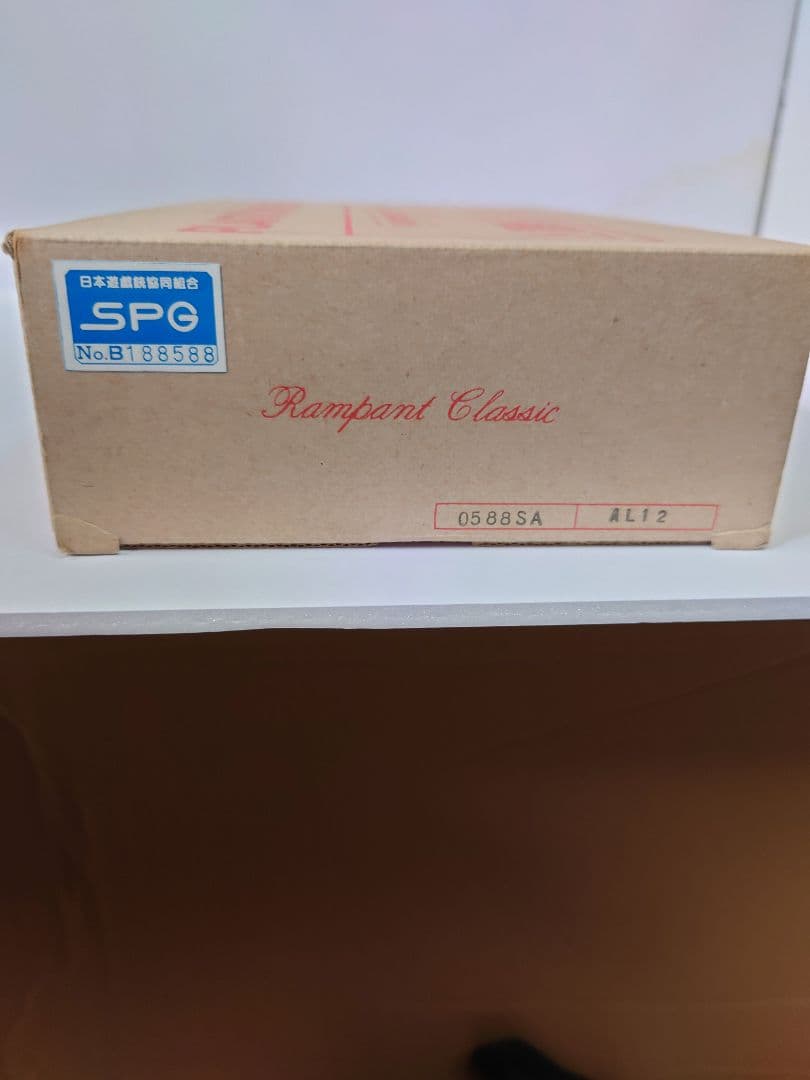 日本遊戯銃協同組合
SPG
No.B188588
Rampant Classic
0588SA AL12